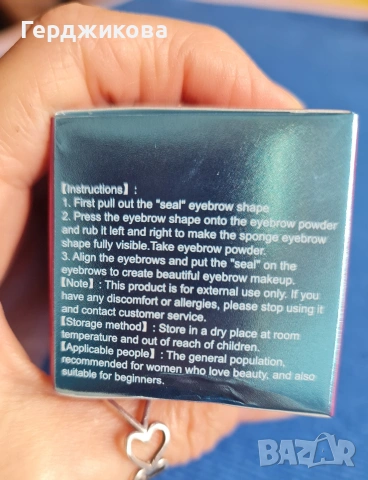 Герджикова
【Instructions】:
1. First pull out the "seal" eyebrow shape
2. Press the eyebrow shape onto the eyebrow powder
and rub it left and right to make the sponge eyebrow
shape fully visible.Take eyebrow powder.
3. Align the eyebrows and put the "seal" on the
eyebrows to create beautiful eyebrow makeup.
【Note】: This product is for external use only. If you
have any discomfort or allergies, please stop using it
and contact customer service.
【Storage method】: Store in a dry place at room
temperature and out of reach of children.
【Applicable people】: The general population,
recommended for women who love beauty, and also
suitable for beginners.
BAZAR